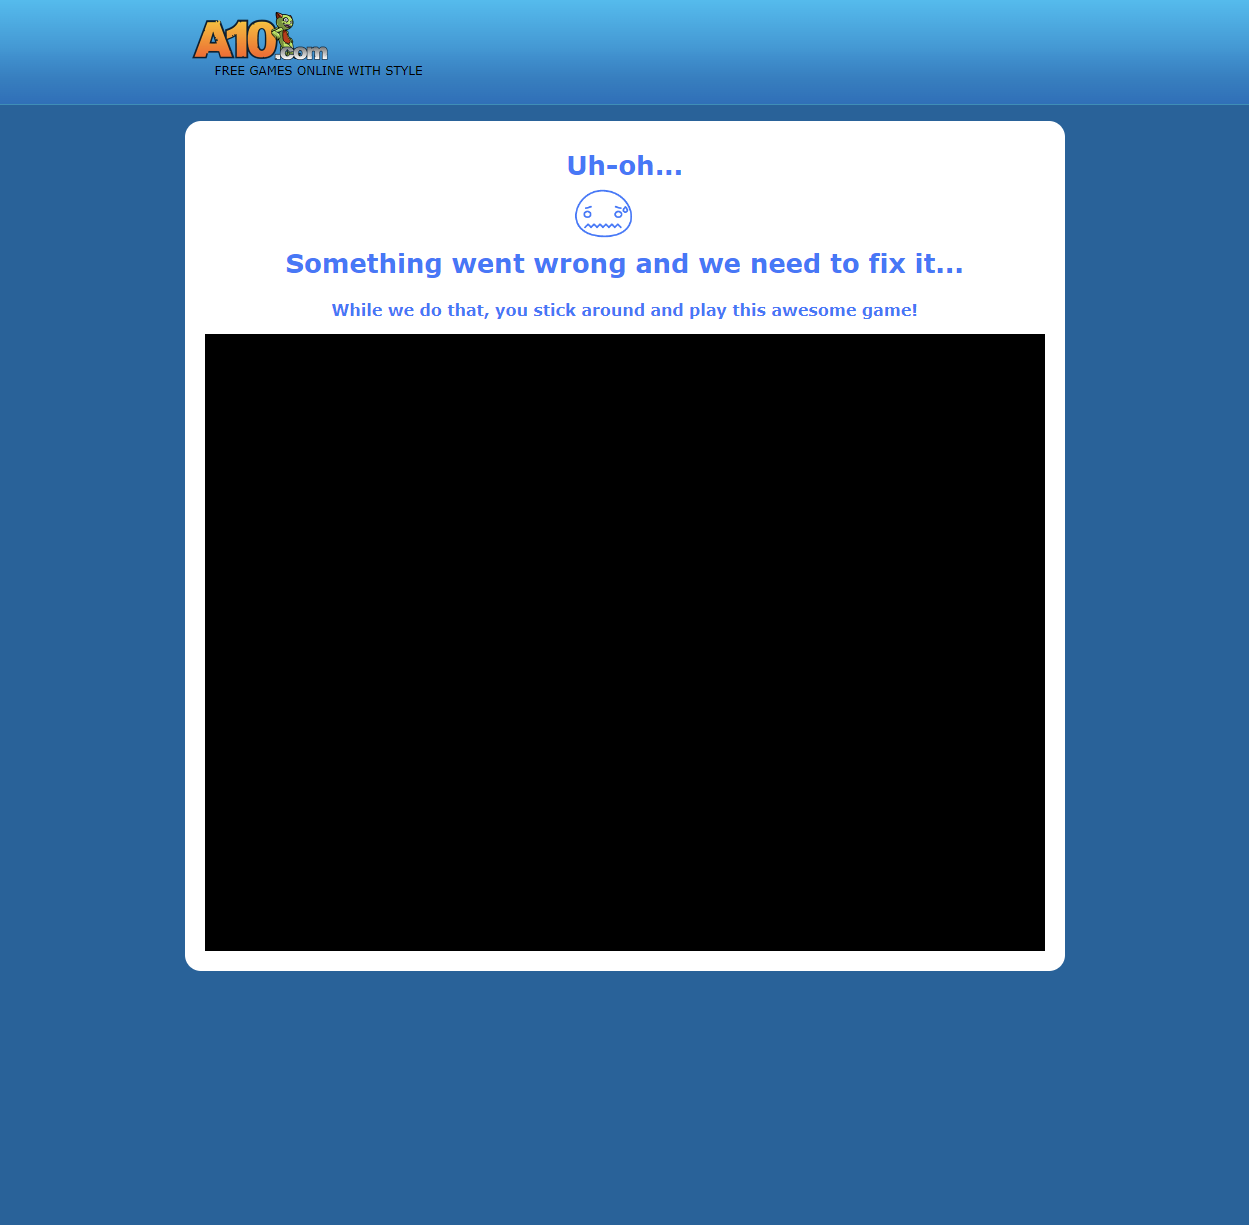 A10.com
FREE GAMES ONLINE WITH STYLE
Uh-oh...
Something went wrong and we need to fix it...
While we do that, you stick around and play this awesome game!